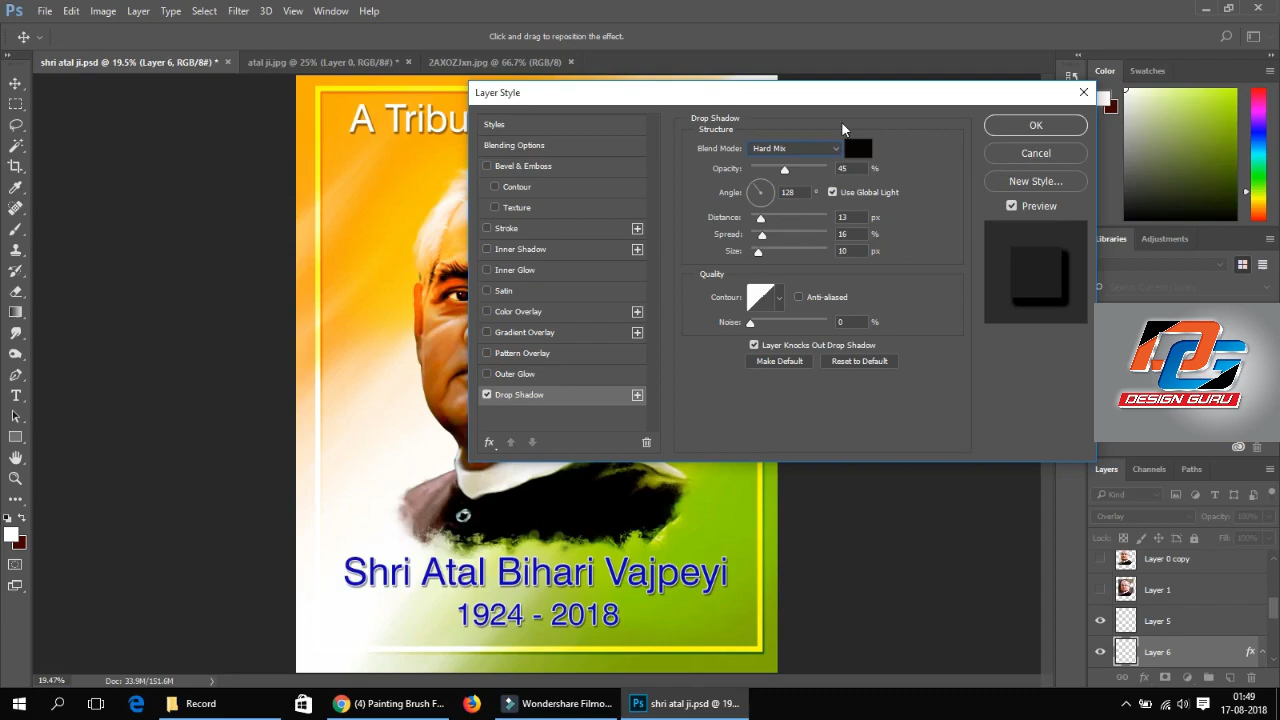 Ps File Edit Image Layer Type Select Filter 3D View Window Help
Click and drag to reposition the effect.
shri atal ji.psd @ 19.5% (Layer 6, RGB/8#) * × atal ji.jpg @ 25% (Layer 0, RGB/8#) * × 2AXOZJxn.jpg @ 66.7% (RGB/8) ×
A Tribu
Layer Style
Styles
Blending Options
Bevel & Emboss
Contour
Texture
Stroke
Inner Shadow
Inner Glow
Satin
Color Overlay
Gradient Overlay
Pattern Overlay
Outer Glow
Drop Shadow
fx
Drop Shadow
Structure
Blend Mode: Hard Mix
Opacity: 45 %
Angle: 128 ° Use Global Light
Distance: 13 px
Spread: 16 %
Size: 10 px
Quality
Contour: Anti-aliased
Noise: 0 %
Layer Knocks Out Drop Shadow
Make Default Reset to Default
OK
Cancel
New Style...
Preview
Color Swatches
Libraries Adjustments
DESIGN GURU
Layers Channels Paths
Kind
Overlay Opacity: 100%
Lock: Fill: 100%
Layer 0 copy
Layer 1
Layer 5
Layer 6 fx
fx
Shri Atal Bihari Vajpeyi
1924 - 2018
19.47% Doc: 33.9M/151.6M
Record (4) Painting Brush F... Wondershare Filmo... Ps shri atal ji.psd @ 19...
01:49
17-08-2018